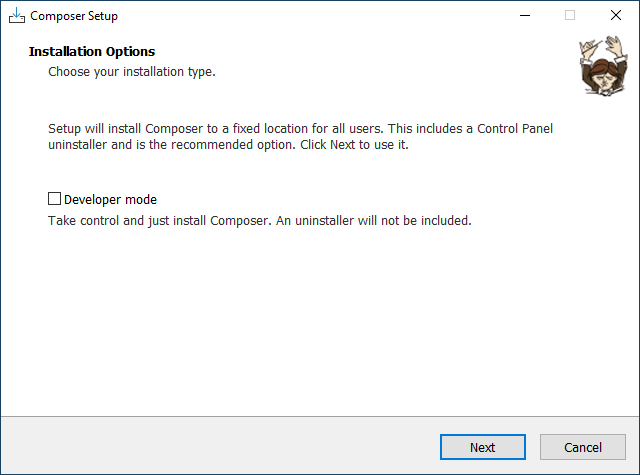 Composer Setup
Installation Options
Choose your installation type.
Setup will install Composer to a fixed location for all users. This includes a Control Panel
uninstaller and is the recommended option. Click Next to use it.
Developer mode
Take control and just install Composer. An uninstaller will not be included.
Next
Cancel